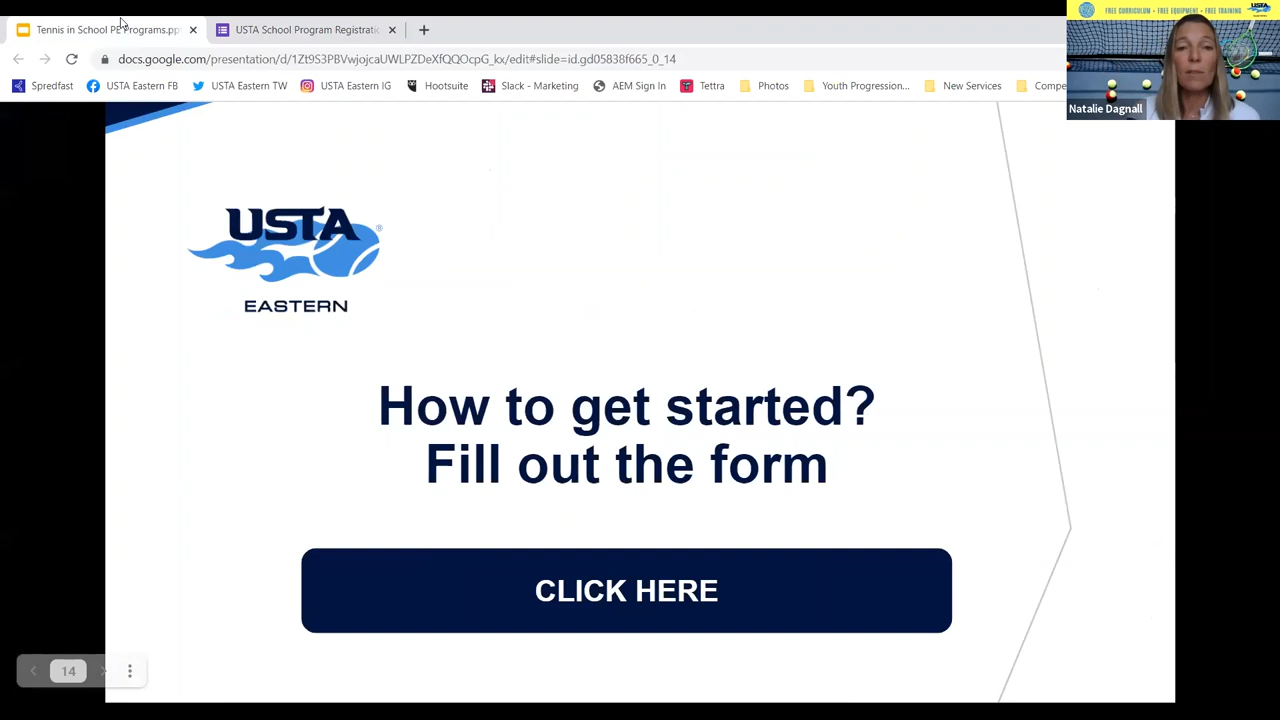 Tennis in School PE Programs.pp
USTA School Program Registrati
docs.google.com/presentation/d/1Zt9S3PBVwjojcaUWLPZDeXfQQOcpG_kx/edit#slide=id.gd05838f665_0_14
Spredfast
USTA Eastern FB
USTA Eastern TW
USTA Eastern IG
Hootsuite
Slack - Marketing
AEM Sign In
Tettra
Photos
Youth Progression...
New Services
Compe
FREE CURRICULUM • FREE EQUIPMENT • FREE TRAINING
USTA
Natalie Dagnall
USTA
EASTERN
How to get started?
Fill out the form
CLICK HERE
14